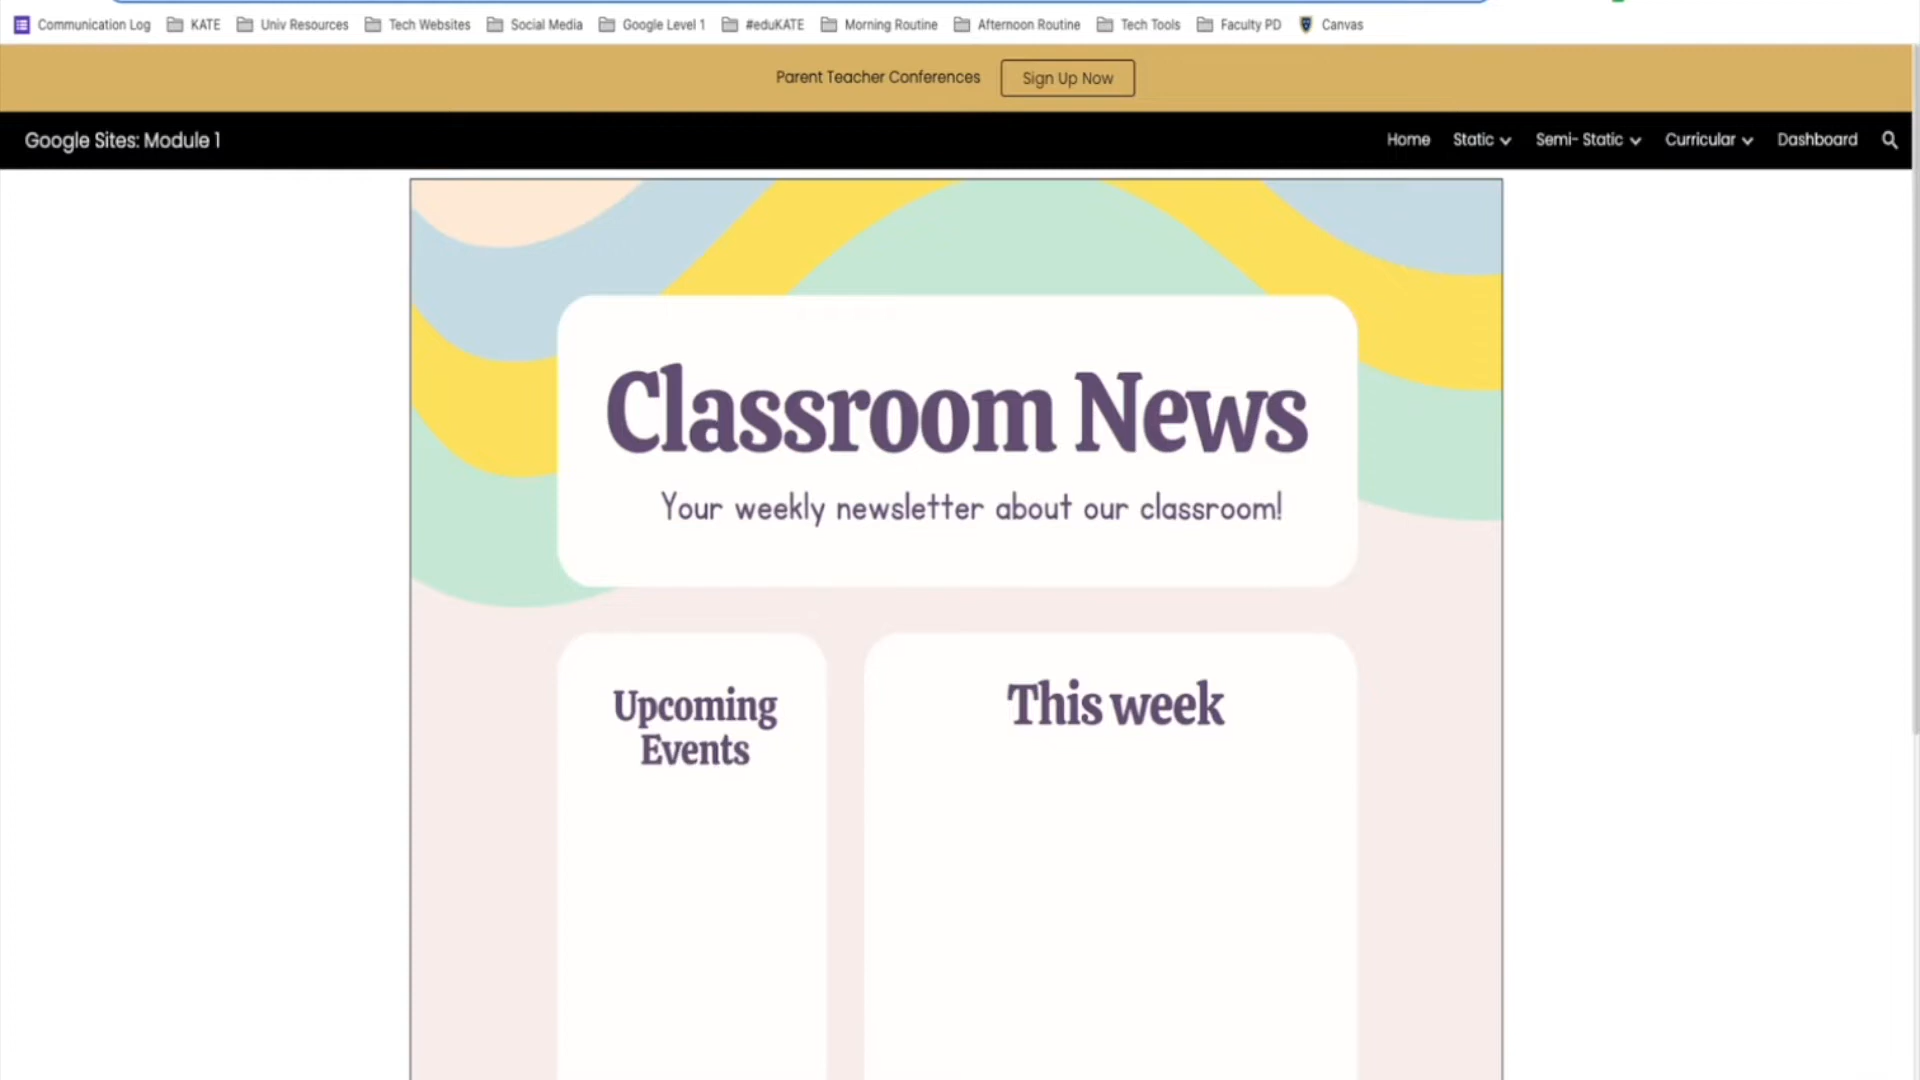 Communication Log KATE Univ Resources Tech Websites Social Media Google Level 1 #eduKATE Morning Routine Afternoon Routine Tech Tools Faculty PD Canvas
Parent Teacher Conferences Sign Up Now
Google Sites: Module 1 Home Static Semi- Static Curricular Dashboard
Classroom News
Your weekly newsletter about our classroom!
Upcoming
Events
This week